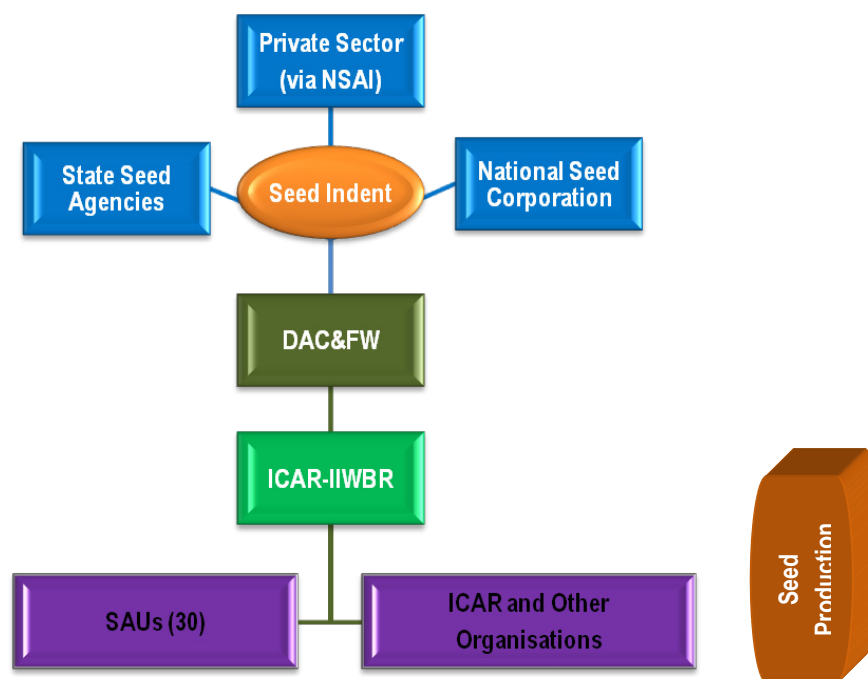 Private Sector
(via NSAI)
State Seed
Agencies
Seed Indent
National Seed
Corporation
DAC&FW
ICAR-IIWBR
SAUs (30)
ICAR and Other
Organisations
Seed
Production